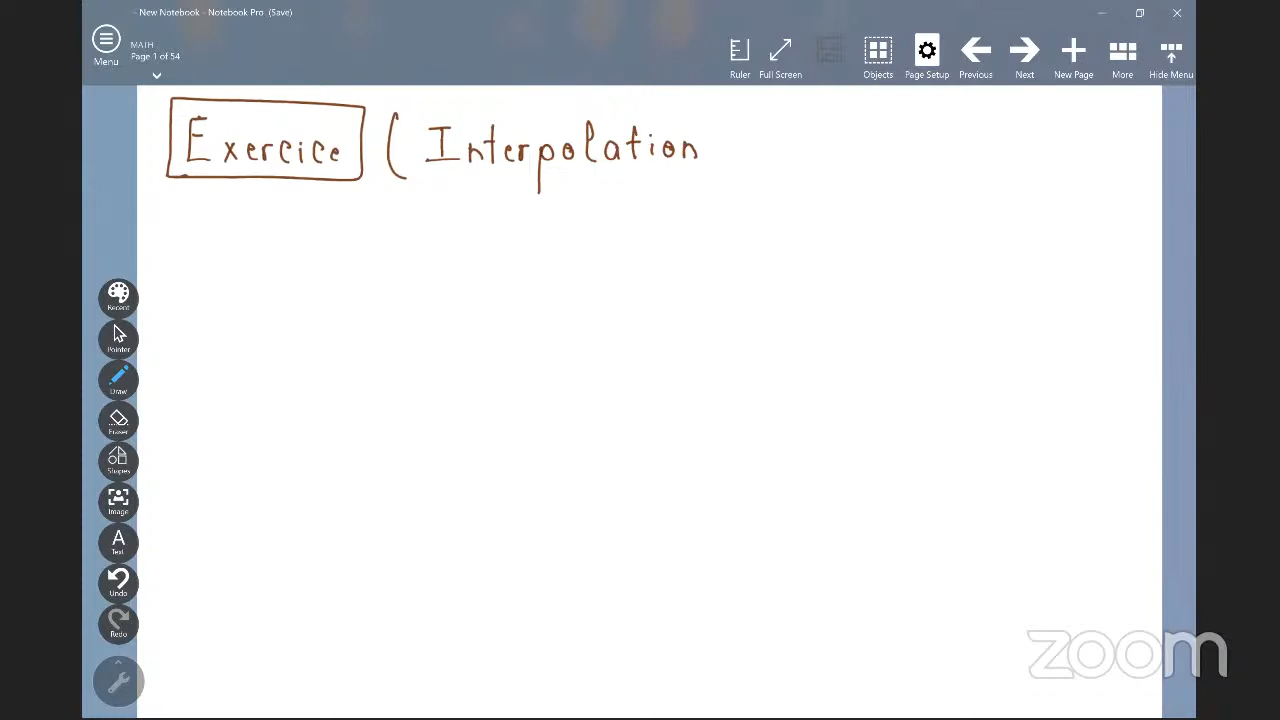 – New Notebook – Notebook Pro (Save)
Menu
MATH
Page 1 of 54
Ruler
Full Screen
Objects
Page Setup
Previous
Next
New Page
More
Hide Menu
Exercice ( Interpolation
Recent
Pointer
Draw
Eraser
Shapes
Image
A
Text
Undo
Redo
zoom